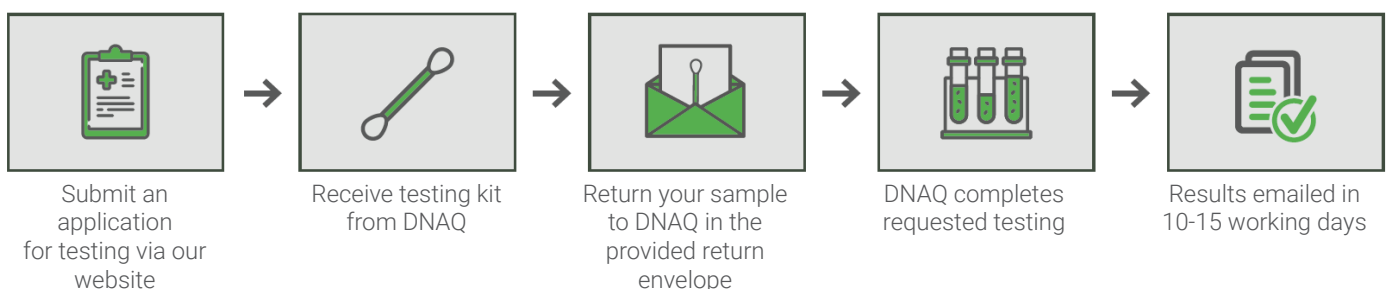 Submit an
application
for testing via our
website
Receive testing kit
from DNAQ
Return your sample
to DNAQ in the
provided return
envelope
DNAQ completes
requested testing
Results emailed in
10-15 working days